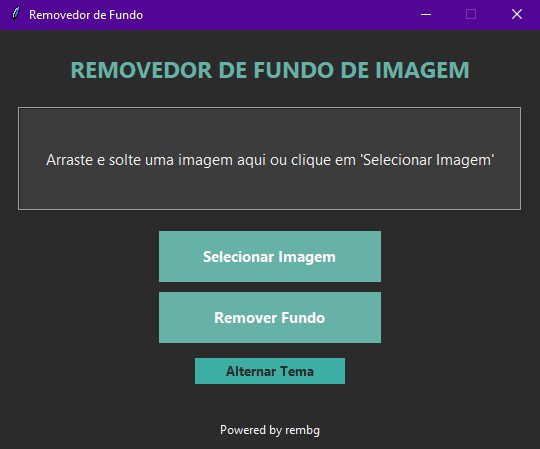 Removedor de Fundo
REMOVEDOR DE FUNDO DE IMAGEM
Arraste e solte uma imagem aqui ou clique em 'Selecionar Imagem'
Selecionar Imagem
Remover Fundo
Alternar Tema
Powered by rembg